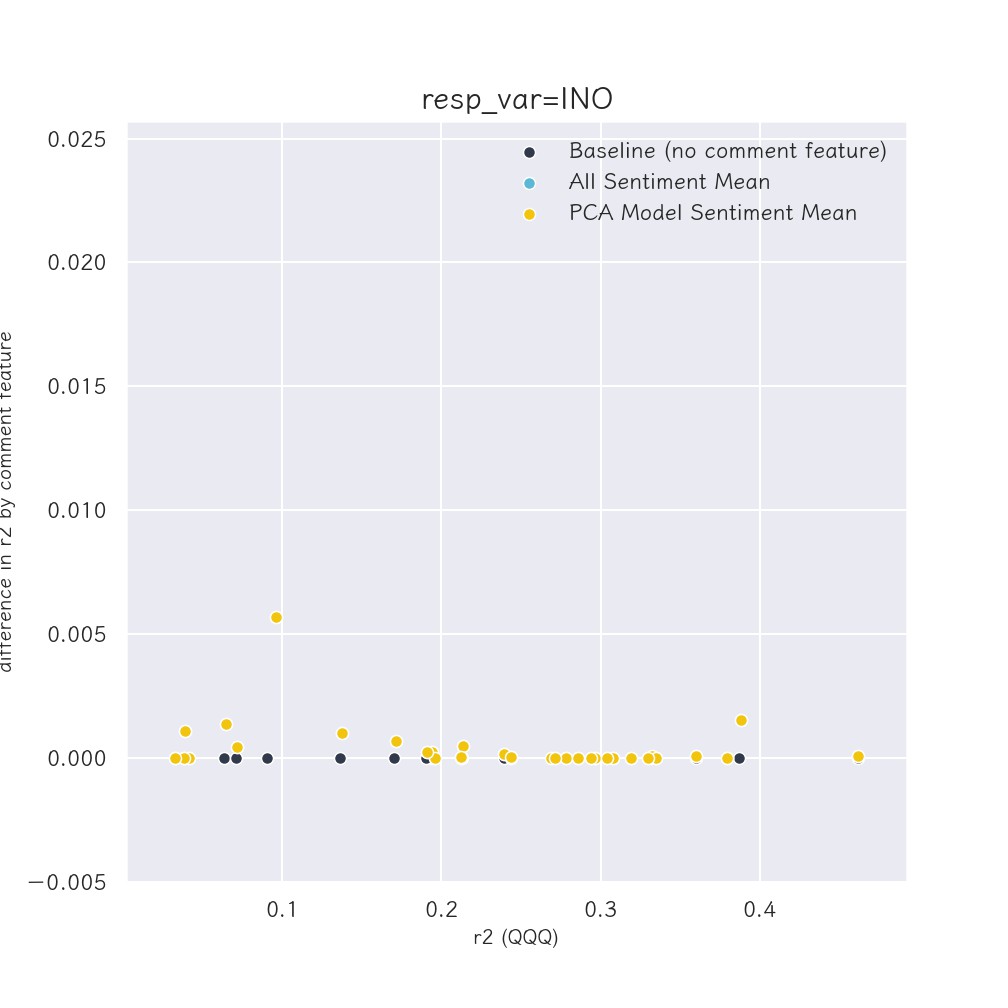 resp_var=INO
Baseline (no comment feature)
All Sentiment Mean
PCA Model Sentiment Mean
0.025
0.020
0.015
0.010
0.005
0.000
−0.005
difference in r2 by comment feature
0.1
0.2
0.3
0.4
r2 (QQQ)